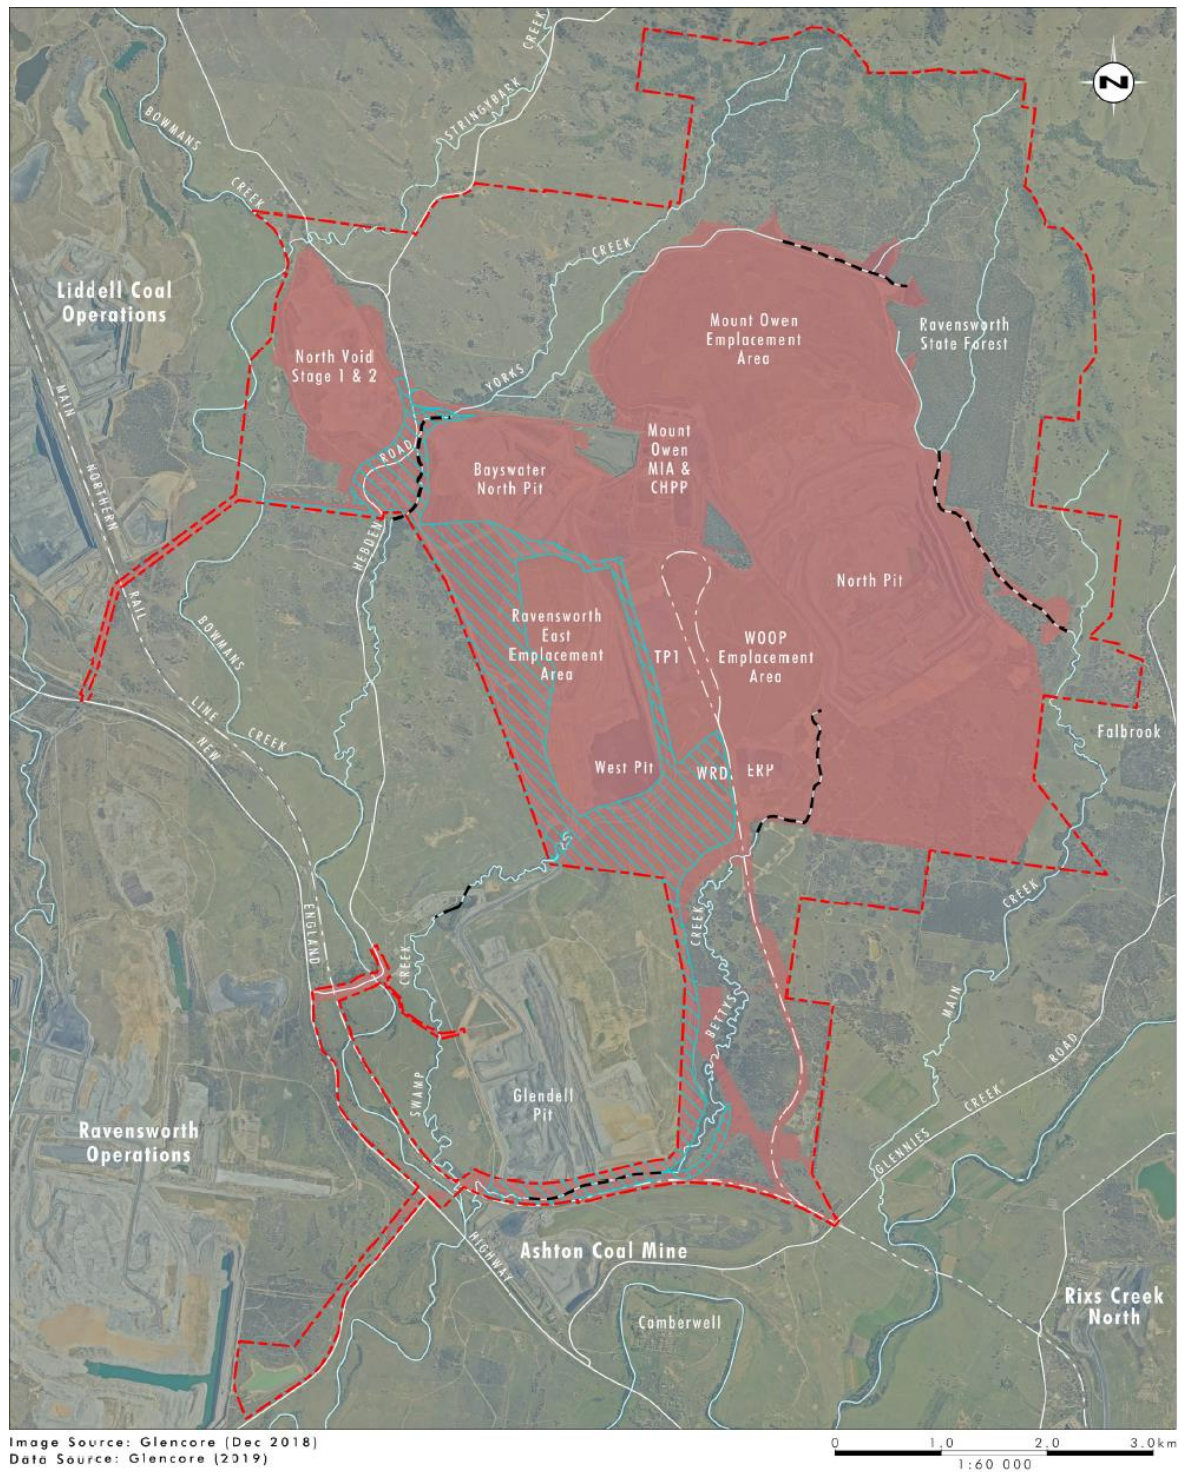 CREEK
STRINGYBARK
BOWMANS
CREEK
N
CREEK
Liddell Coal
Operations
Mount Owen
Emplacement
Area
Ravensworth
State Forest
North Void
Stage 1 & 2
YORKS
MAIN
NORTHERN
RAIL
LINE
ROAD
HEBDEN
Bayswater
North Pit
Mount
Owen
MIA &
CHPP
North Pit
Ravensworth
East
Emplacement
Area
TP1
WOOP
Emplacement
Area
BOWMANS
CREEK
NEW
ENGLAND
HIGHWAY
West Pit
WRD.
ERP
Falbrook
CREEK
MAIN
CREEK
BETTYS
CREEK
SWAMP
Glendell
Pit
Ravensworth
Operations
GLENNIES
CREEK
ROAD
Ashton Coal Mine
Camberwell
Rixs Creek
North
Image Source: Glencore (Dec 2018)
Data Source: Glencore (2019)
0 1.0 2.0 3.0km
1:60 000